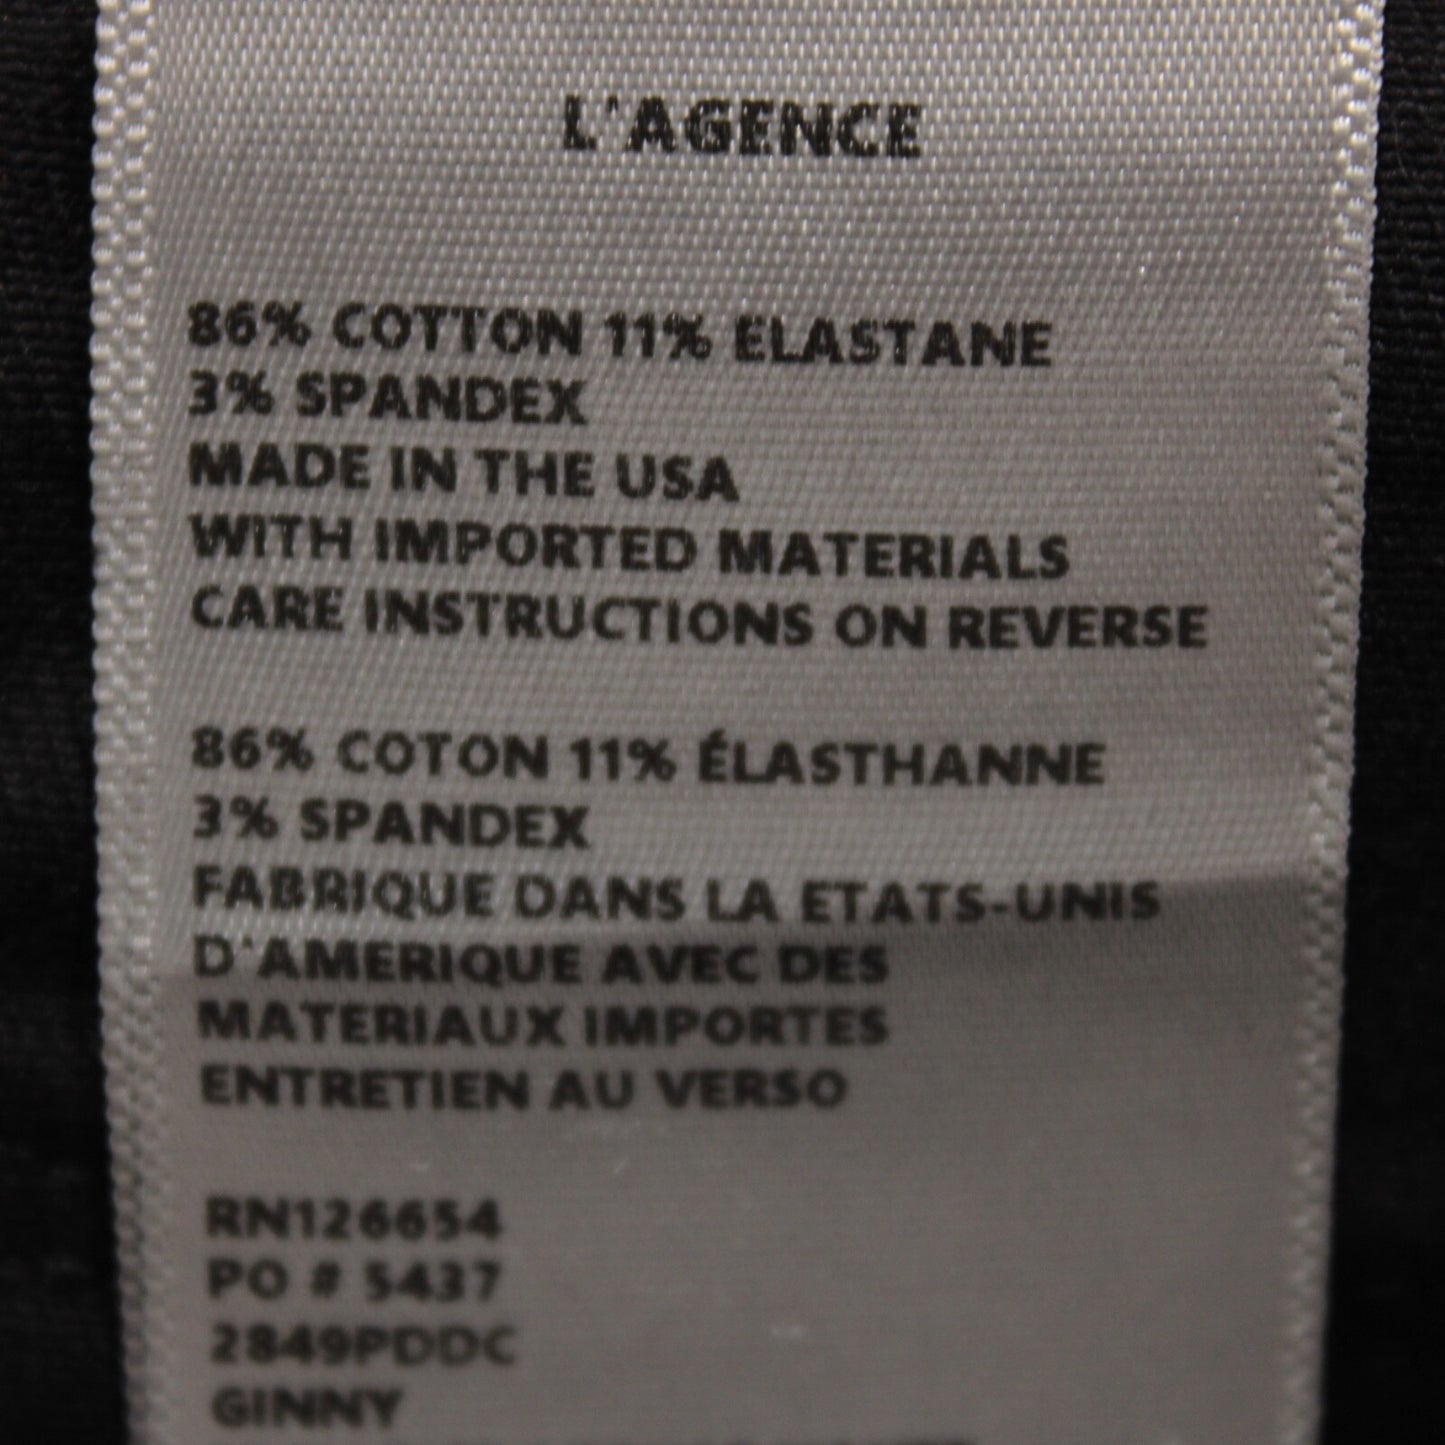 L'AGENCE
86% COTTON 11% ELASTANE
3% SPANDEX
MADE IN THE USA
WITH IMPORTED MATERIALS
CARE INSTRUCTIONS ON REVERSE
86% COTON 11% ÉLASTHANNE
3% SPANDEX
FABRIQUE DANS LA ETATS-UNIS
D'AMERIQUE AVEC DES
MATERIAUX IMPORTES
ENTRETIEN AU VERSO
RN126654
PO # 5437
2849PDDC
GINNY